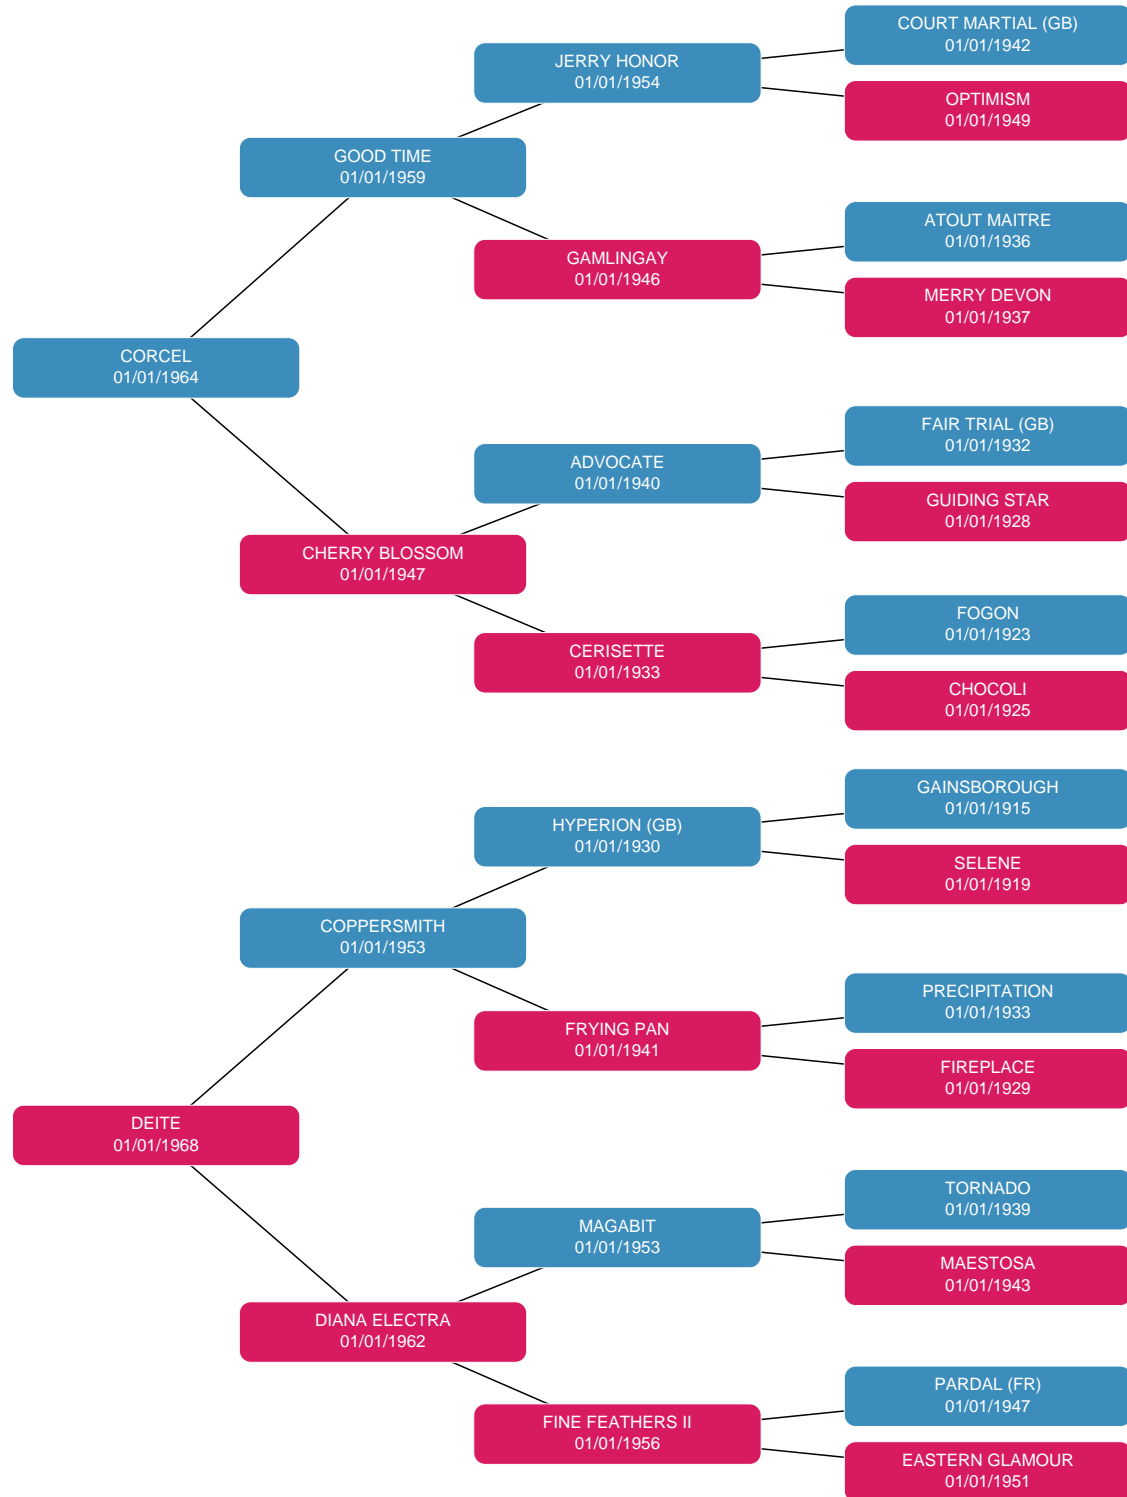 COURT MARTIAL (GB)
01/01/1942
JERRY HONOR
01/01/1954
OPTIMISM
01/01/1949
GOOD TIME
01/01/1959
ATOUT MAITRE
01/01/1936
GAMLINGAY
01/01/1946
MERRY DEVON
01/01/1937
CORCEL
01/01/1964
FAIR TRIAL (GB)
01/01/1932
ADVOCATE
01/01/1940
GUIDING STAR
01/01/1928
CHERRY BLOSSOM
01/01/1947
FOGON
01/01/1923
CERISETTE
01/01/1933
CHOCOLI
01/01/1925
GAINSBOROUGH
01/01/1915
HYPERION (GB)
01/01/1930
SELENE
01/01/1919
COPPERSMITH
01/01/1953
PRECIPITATION
01/01/1933
FRYING PAN
01/01/1941
FIREPLACE
01/01/1929
DEITE
01/01/1968
TORNADO
01/01/1939
MAGABIT
01/01/1953
MAESTOSA
01/01/1943
DIANA ELECTRA
01/01/1962
PARDAL (FR)
01/01/1947
FINE FEATHERS II
01/01/1956
EASTERN GLAMOUR
01/01/1951